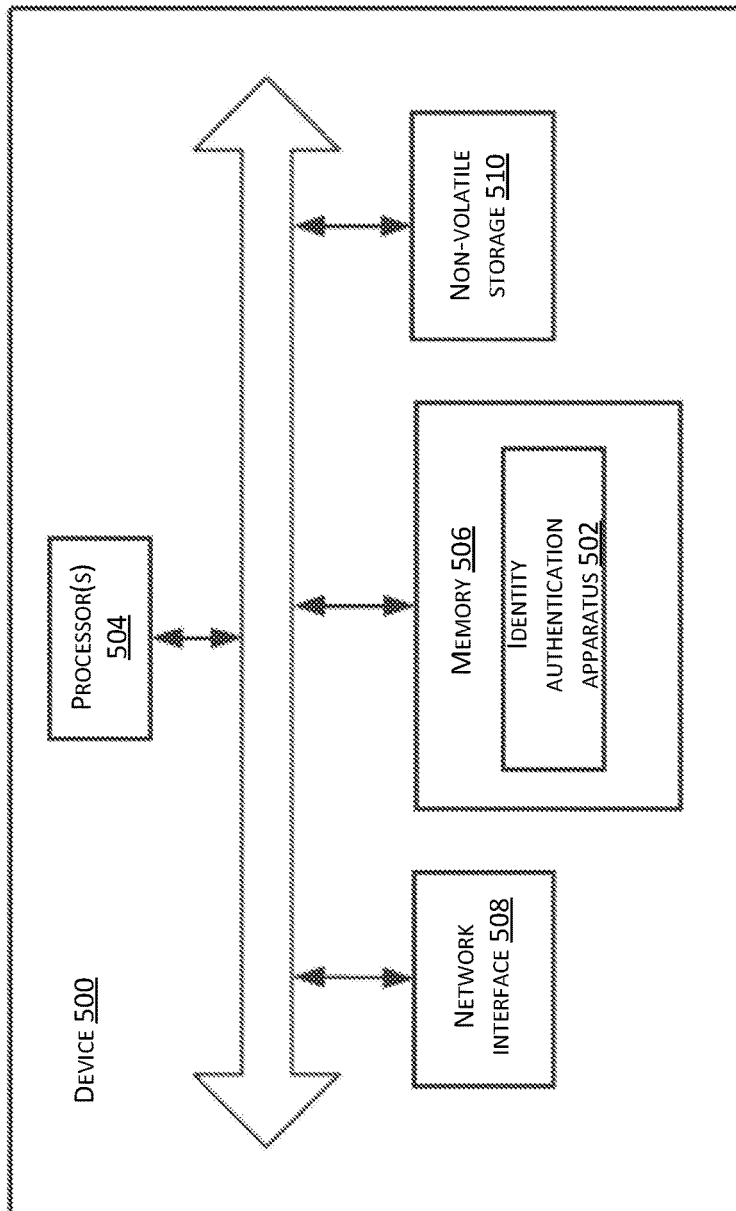 DEVICE 500
PROCESSOR(S)
504
NETWORK
INTERFACE 508
MEMORY 506
IDENTITY
AUTHENTICATION
APPARATUS 502
NON-VOLATILE
STORAGE 510